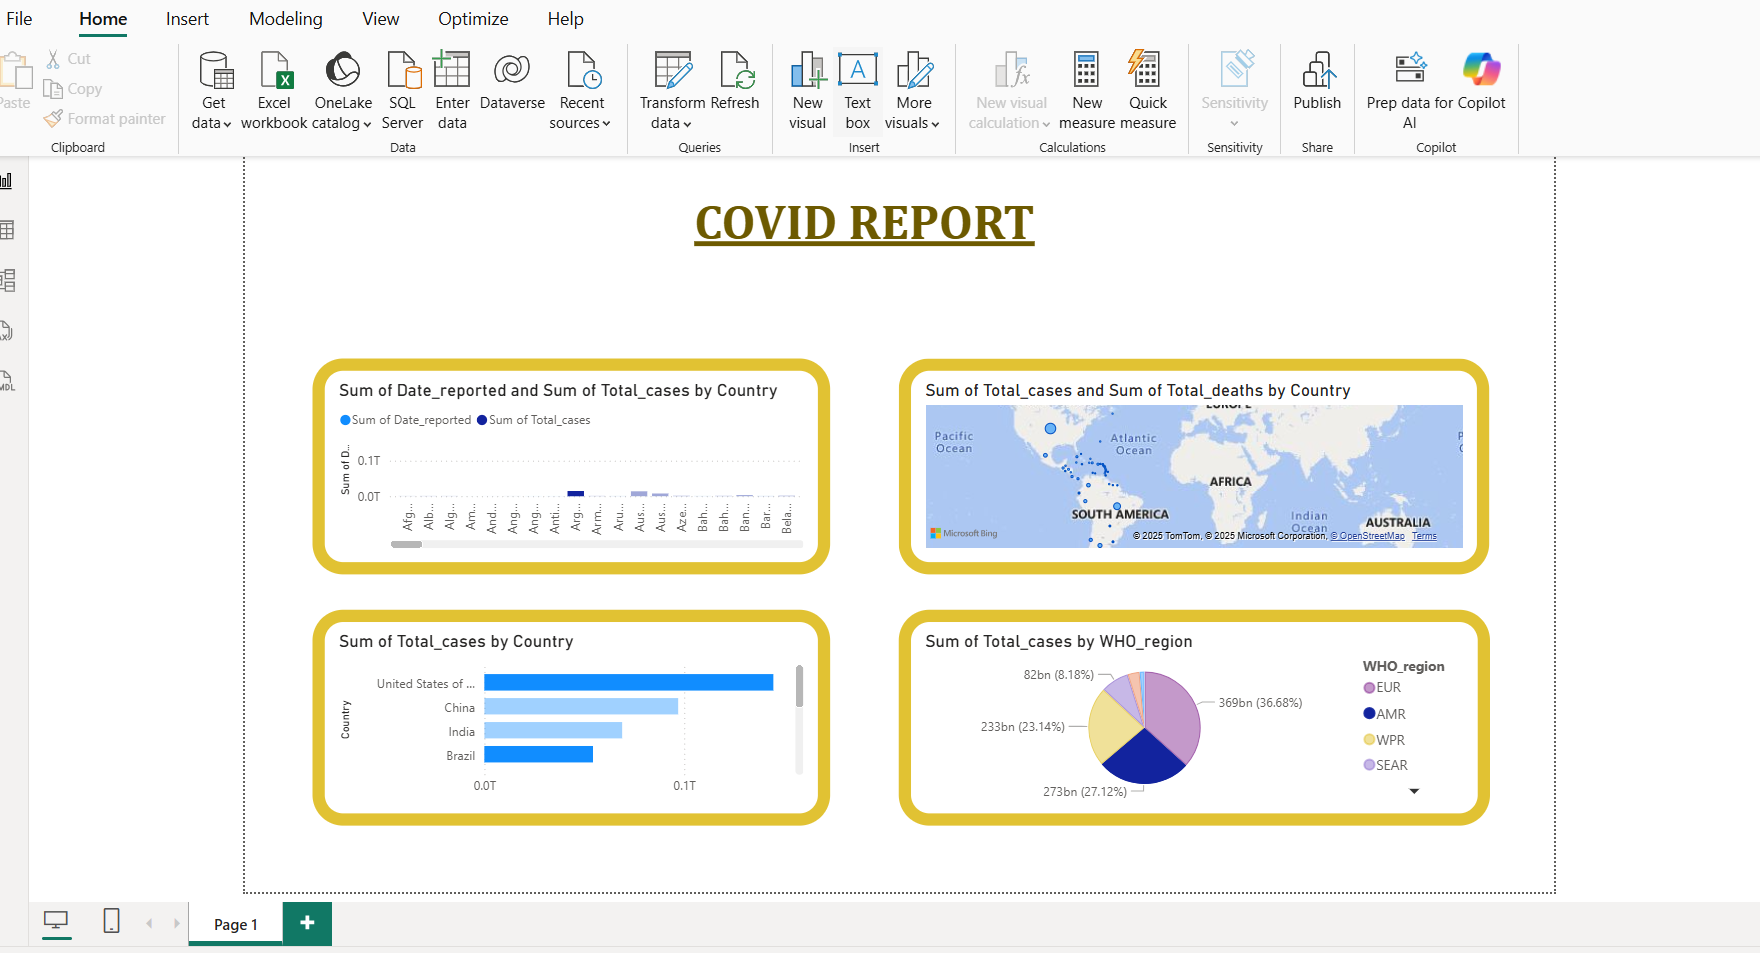 File Home Insert Modeling View Optimize Help
Paste
Cut
Copy
Format painter
Clipboard
Get data
Excel workbook
OneLake catalog
SQL Server
Enter data
Dataverse
Recent sources
Data
Transform data
Refresh
Queries
New visual
Text box
More visuals
Insert
New visual calculation
New measure
Quick measure
Calculations
Sensitivity
Sensitivity
Publish
Share
Prep data for AI
Copilot
Copilot
COVID REPORT
Sum of Date_reported and Sum of Total_cases by Country
Sum of Date_reported Sum of Total_cases
Sum of D...
0.1T
0.0T
Afg... Alb... Alg... Am... And... Ang... Ang... Anti... Arg... Arm... Aru... Aus... Aus... Aze... Bah... Bah... Ban... Bar... Bela...
Sum of Total_cases and Sum of Total_deaths by Country
EUROPE
Pacific Ocean
Atlantic Ocean
P
C
AFRICA
SOUTH AMERICA
Indian Ocean
AUSTRALIA
Microsoft Bing
© 2025 TomTom, © 2025 Microsoft Corporation, © OpenStreetMap Terms
Sum of Total_cases by Country
Country
United States of ...
China
India
Brazil
0.0T 0.1T
Sum of Total_cases by WHO_region
82bn (8.18%)
369bn (36.68%)
233bn (23.14%)
273bn (27.12%)
WHO_region
EUR
AMR
WPR
SEAR
Page 1